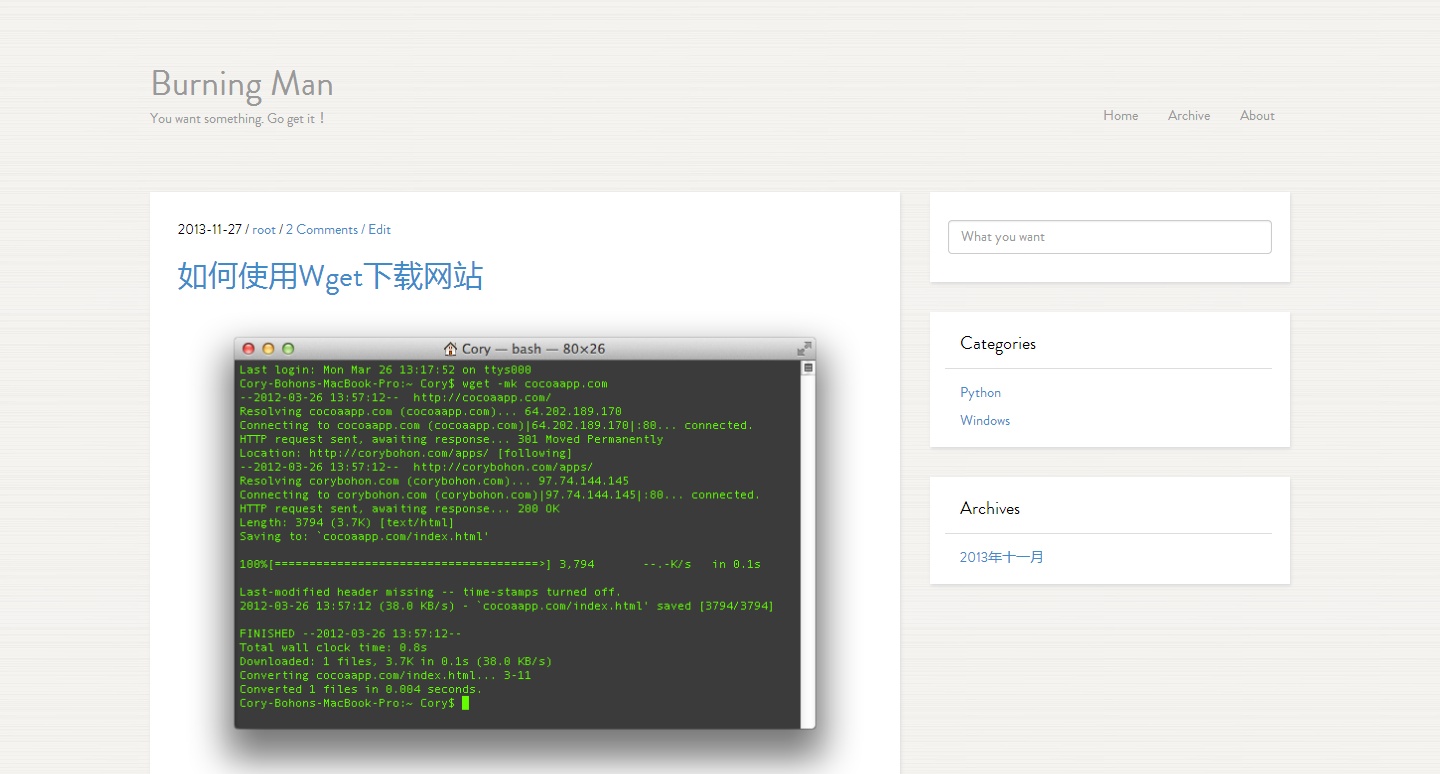 Burning Man
You want something. Go get it！
Home Archive About
2013-11-27 / root / 2 Comments / Edit
如何使用Wget下载网站
Cory — bash — 80×26
Last login: Mon Mar 26 13:17:52 on ttys000
Cory-Bohons-MacBook-Pro:~ Cory$ wget -mk cocoaapp.com
--2012-03-26 13:57:12--  http://cocoaapp.com/
Resolving cocoaapp.com (cocoaapp.com)... 64.202.189.170
Connecting to cocoaapp.com (cocoaapp.com)|64.202.189.170|:80... connected.
HTTP request sent, awaiting response... 301 Moved Permanently
Location: http://corybohon.com/apps/ [following]
--2012-03-26 13:57:12--  http://corybohon.com/apps/
Resolving corybohon.com (corybohon.com)... 97.74.144.145
Connecting to corybohon.com (corybohon.com)|97.74.144.145|:80... connected.
HTTP request sent, awaiting response... 200 OK
Length: 3794 (3.7K) [text/html]
Saving to: `cocoaapp.com/index.html'
100%[======================================>] 3,794       --.-K/s   in 0.1s
Last-modified header missing -- time-stamps turned off.
2012-03-26 13:57:12 (38.0 KB/s) - `cocoaapp.com/index.html' saved [3794/3794]
FINISHED --2012-03-26 13:57:12--
Total wall clock time: 0.8s
Downloaded: 1 files, 3.7K in 0.1s (38.0 KB/s)
Converting cocoaapp.com/index.html... 3-11
Converted 1 files in 0.004 seconds.
Cory-Bohons-MacBook-Pro:~ Cory$
What you want
Categories
Python
Windows
Archives
2013年十一月